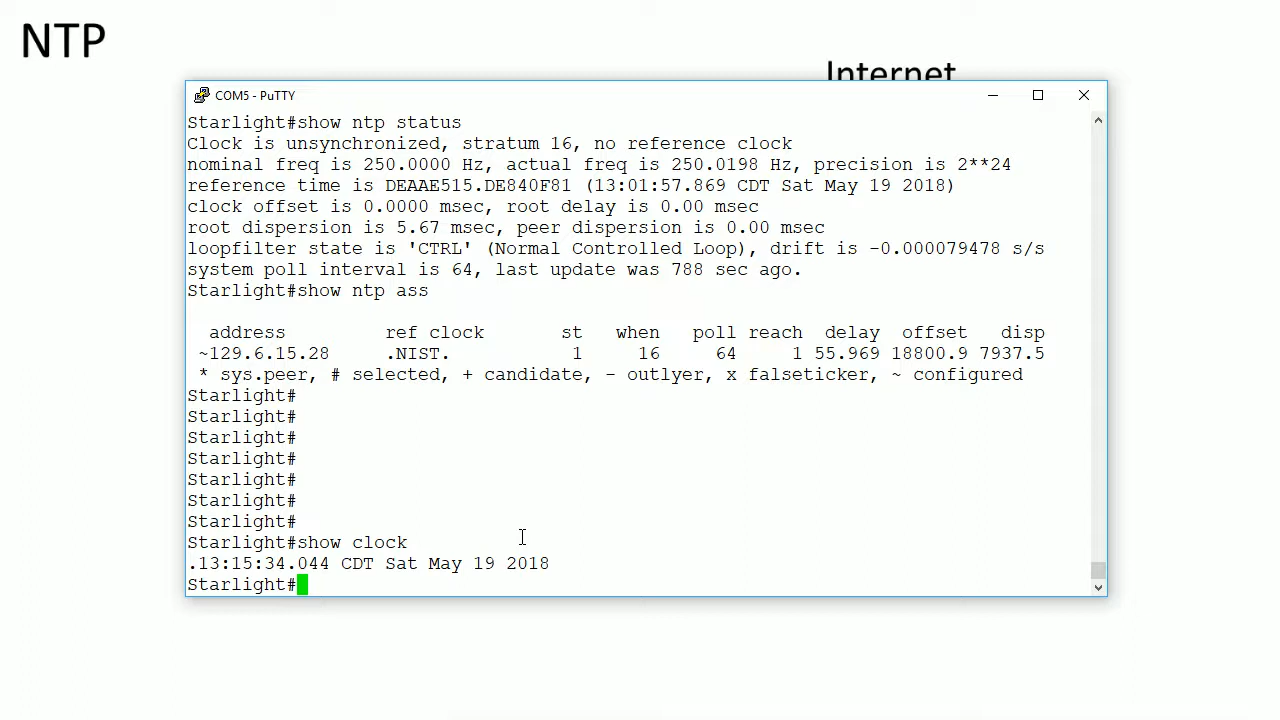 NTP
Internet
COM5 - PuTTY
Starlight#show ntp status
Clock is unsynchronized, stratum 16, no reference clock
nominal freq is 250.0000 Hz, actual freq is 250.0198 Hz, precision is 2**24
reference time is DEAAE515.DE840F81 (13:01:57.869 CDT Sat May 19 2018)
clock offset is 0.0000 msec, root delay is 0.00 msec
root dispersion is 5.67 msec, peer dispersion is 0.00 msec
loopfilter state is 'CTRL' (Normal Controlled Loop), drift is -0.000079478 s/s
system poll interval is 64, last update was 788 sec ago.
Starlight#show ntp ass
address ref clock st when poll reach delay offset disp
~129.6.15.28 .NIST. 1 16 64 1 55.969 18800.9 7937.5
* sys.peer, # selected, + candidate, - outlyer, x falseticker, ~ configured
Starlight#
Starlight#
Starlight#
Starlight#
Starlight#
Starlight#
Starlight#
Starlight#show clock
.13:15:34.044 CDT Sat May 19 2018
Starlight#